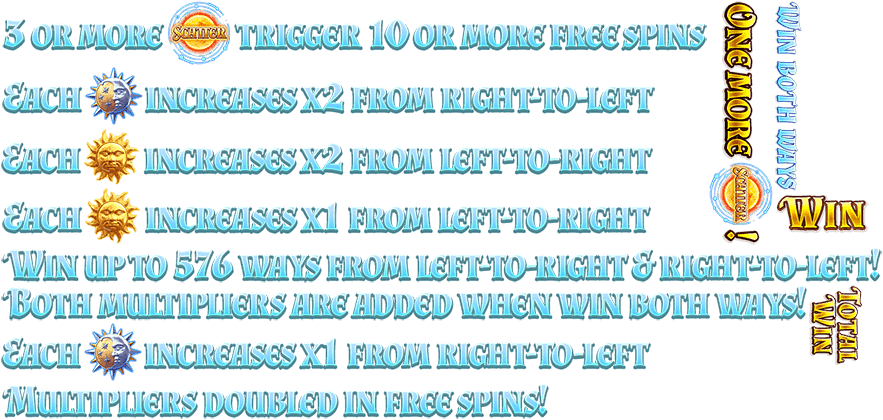 3 or more SCATTER trigger 10 or more free spins
Each increases x2 from right-to-left
Each increases x2 from left-to-right
Each increases x1 from left-to-right
Win up to 576 ways from left-to-right & right-to-left!
Both multipliers are added when win both ways!
Each increases x1 from right-to-left
Multipliers doubled in free spins!
One more SCATTER !
Win both ways
Win
Total Win